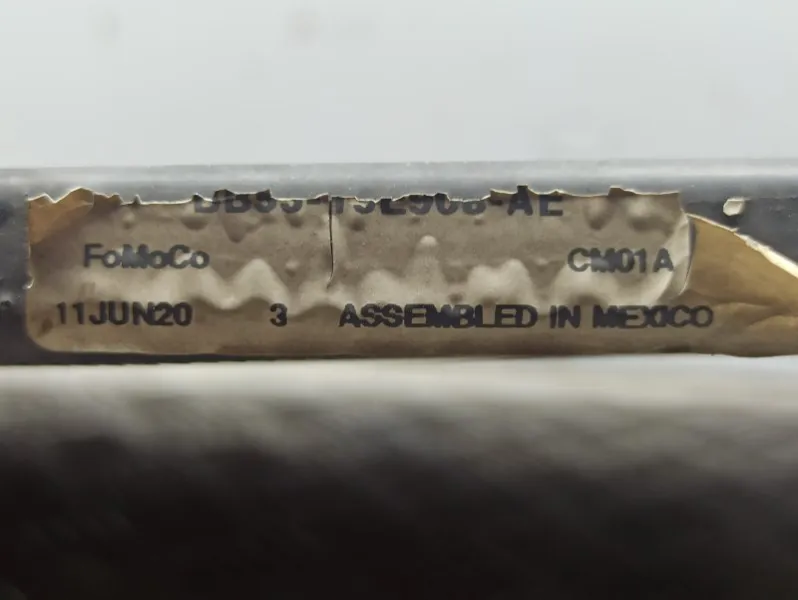 FoMoCo CM01A
11JUN20 3 ASSEMBLED IN MEXICO